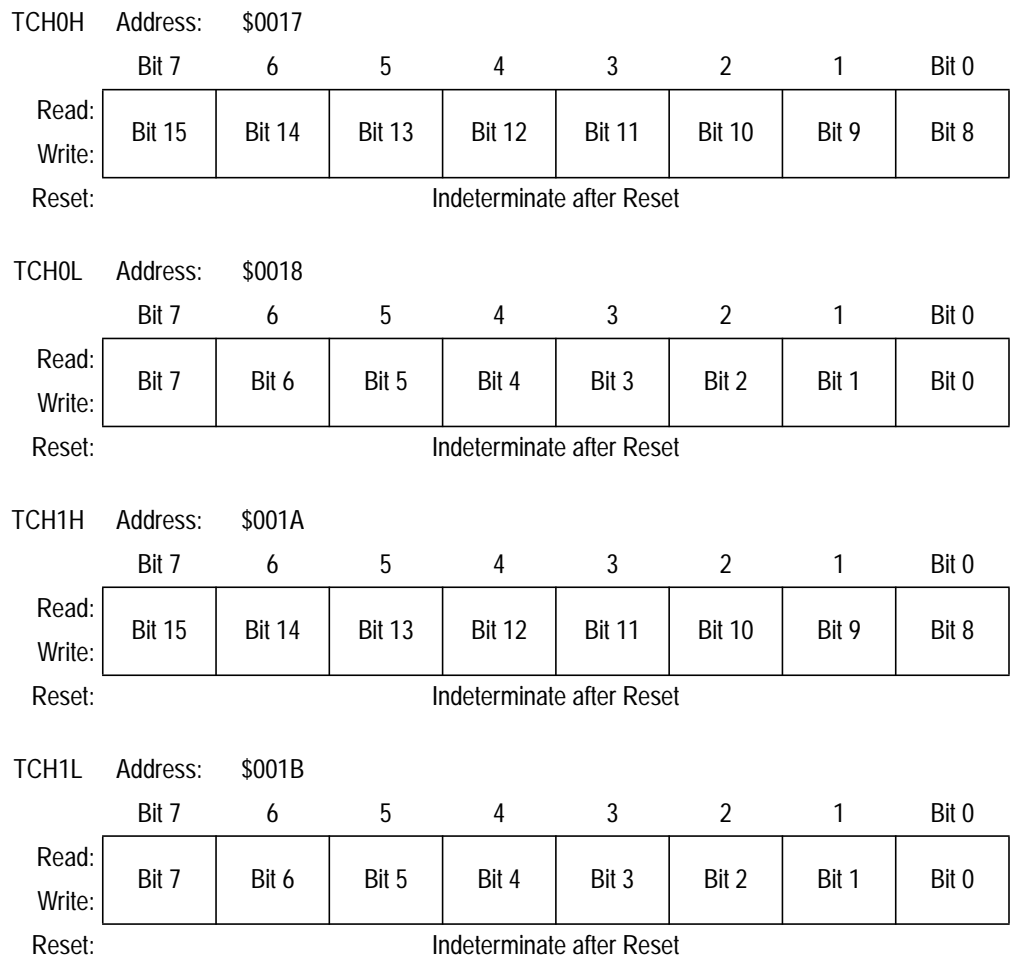 TCH0H Address: $0017
Bit 7 6 5 4 3 2 1 Bit 0
Read:
Bit 15 Bit 14 Bit 13 Bit 12 Bit 11 Bit 10 Bit 9 Bit 8
Write:
Reset: Indeterminate after Reset
TCH0L Address: $0018
Bit 7 6 5 4 3 2 1 Bit 0
Read:
Bit 7 Bit 6 Bit 5 Bit 4 Bit 3 Bit 2 Bit 1 Bit 0
Write:
Reset: Indeterminate after Reset
TCH1H Address: $001A
Bit 7 6 5 4 3 2 1 Bit 0
Read:
Bit 15 Bit 14 Bit 13 Bit 12 Bit 11 Bit 10 Bit 9 Bit 8
Write:
Reset: Indeterminate after Reset
TCH1L Address: $001B
Bit 7 6 5 4 3 2 1 Bit 0
Read:
Bit 7 Bit 6 Bit 5 Bit 4 Bit 3 Bit 2 Bit 1 Bit 0
Write:
Reset: Indeterminate after Reset